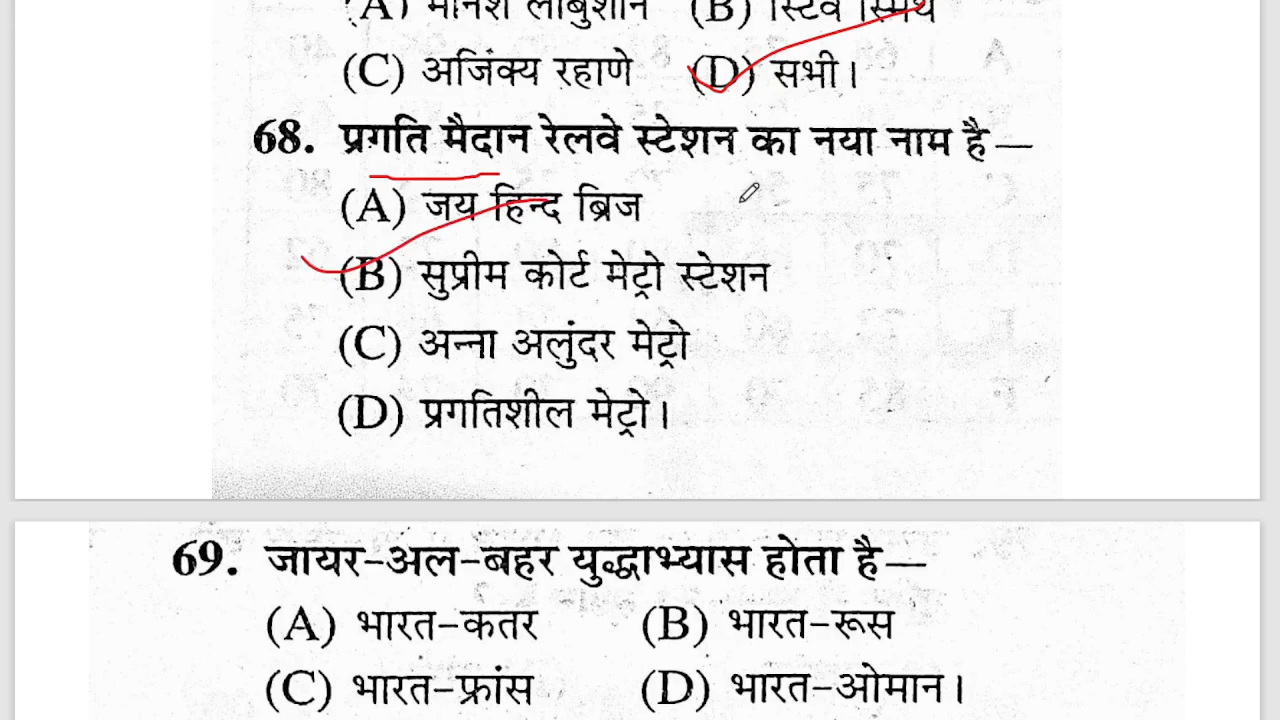 (A) मार्नश लाबुशाने (B) स्टिव स्मिथ
(C) अजिंक्य रहाणे (D) सभी।
68. प्रगति मैदान रेलवे स्टेशन का नया नाम है—
(A) जय हिन्द ब्रिज
(B) सुप्रीम कोर्ट मेट्रो स्टेशन
(C) अन्ना अलुंदर मेट्रो
(D) प्रगतिशील मेट्रो।
69. जायर-अल-बहर युद्धाभ्यास होता है—
(A) भारत-कतर (B) भारत-रूस
(C) भारत-फ्रांस (D) भारत-ओमान।